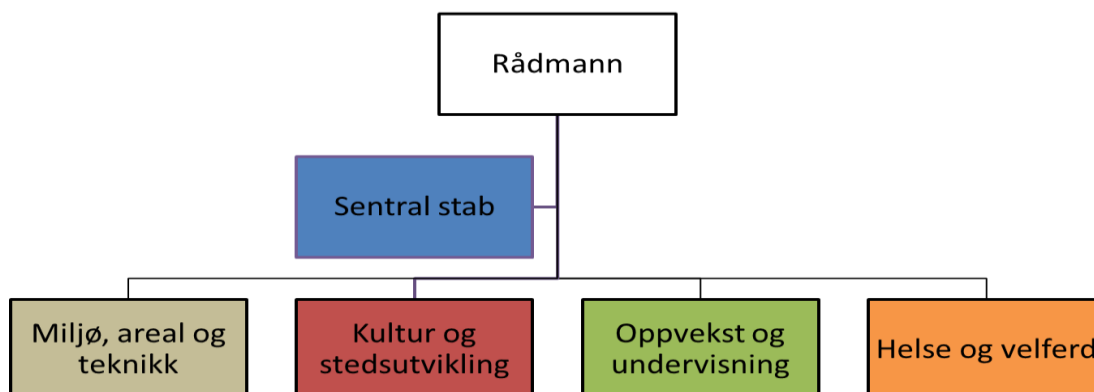 Rådmann
Sentral stab
Miljø, areal og
teknikk
Kultur og
stedsutvikling
Oppvekst og
undervisning
Helse og velferd